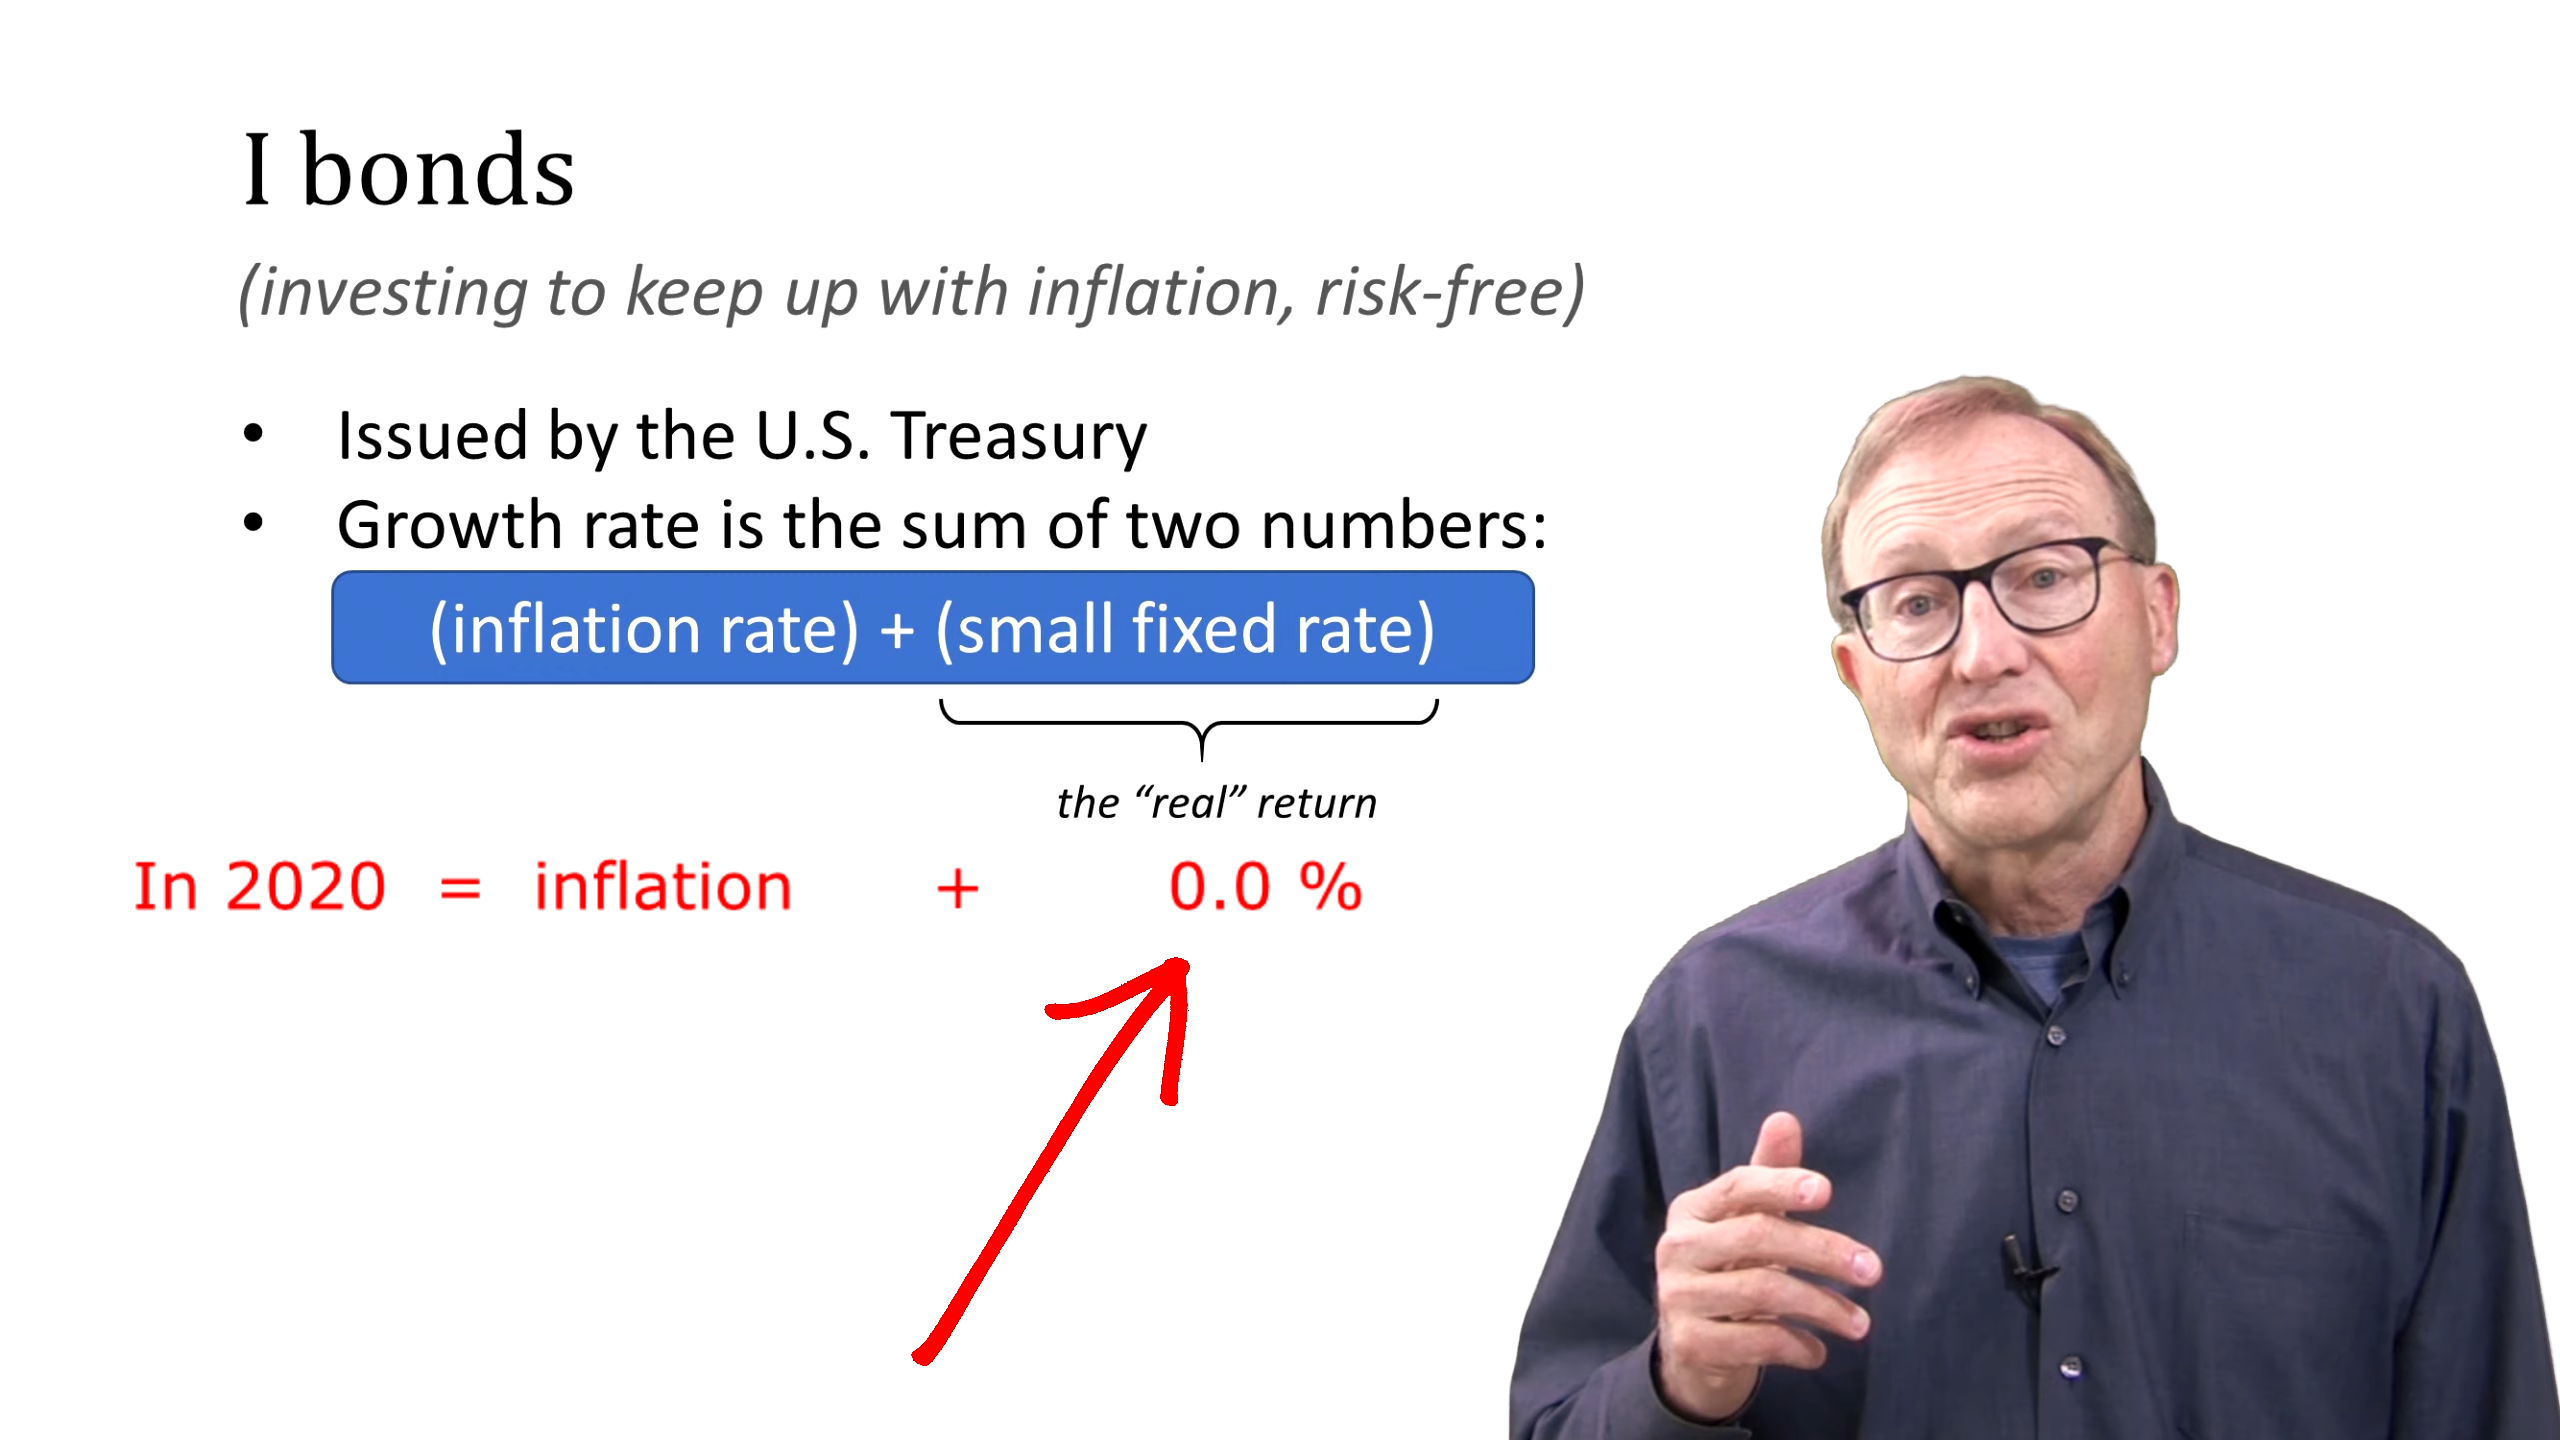 I bonds
(investing to keep up with inflation, risk-free)
• Issued by the U.S. Treasury
• Growth rate is the sum of two numbers:
(inflation rate) + (small fixed rate)
the “real” return
In 2020 = inflation + 0.0 %